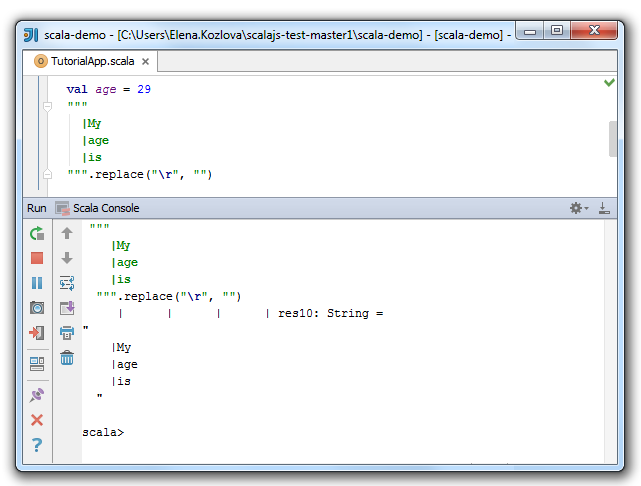 scala-demo - [C:\Users\Elena.Kozlova\scalajs-test-master1\scala-demo] - [scala-demo] -
TutorialApp.scala
val age = 29
"""
|My
|age
|is
""".replace("\r", "")
Run Scala Console
"""
|My
|age
|is
""".replace("\r", "")
| | | | res10: String =
"
|My
|age
|is
"
scala>